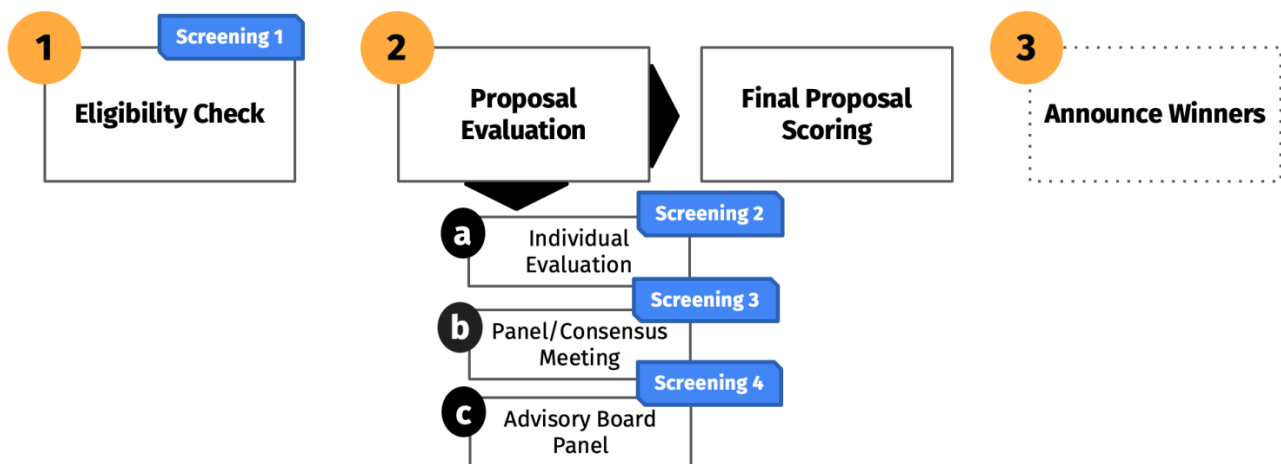 1
Screening 1
Eligibility Check
2
Proposal
Evaluation
Final Proposal
Scoring
3
Announce Winners
Screening 2
a
Individual
Evaluation
Screening 3
b
Panel/Consensus
Meeting
Screening 4
c
Advisory Board
Panel